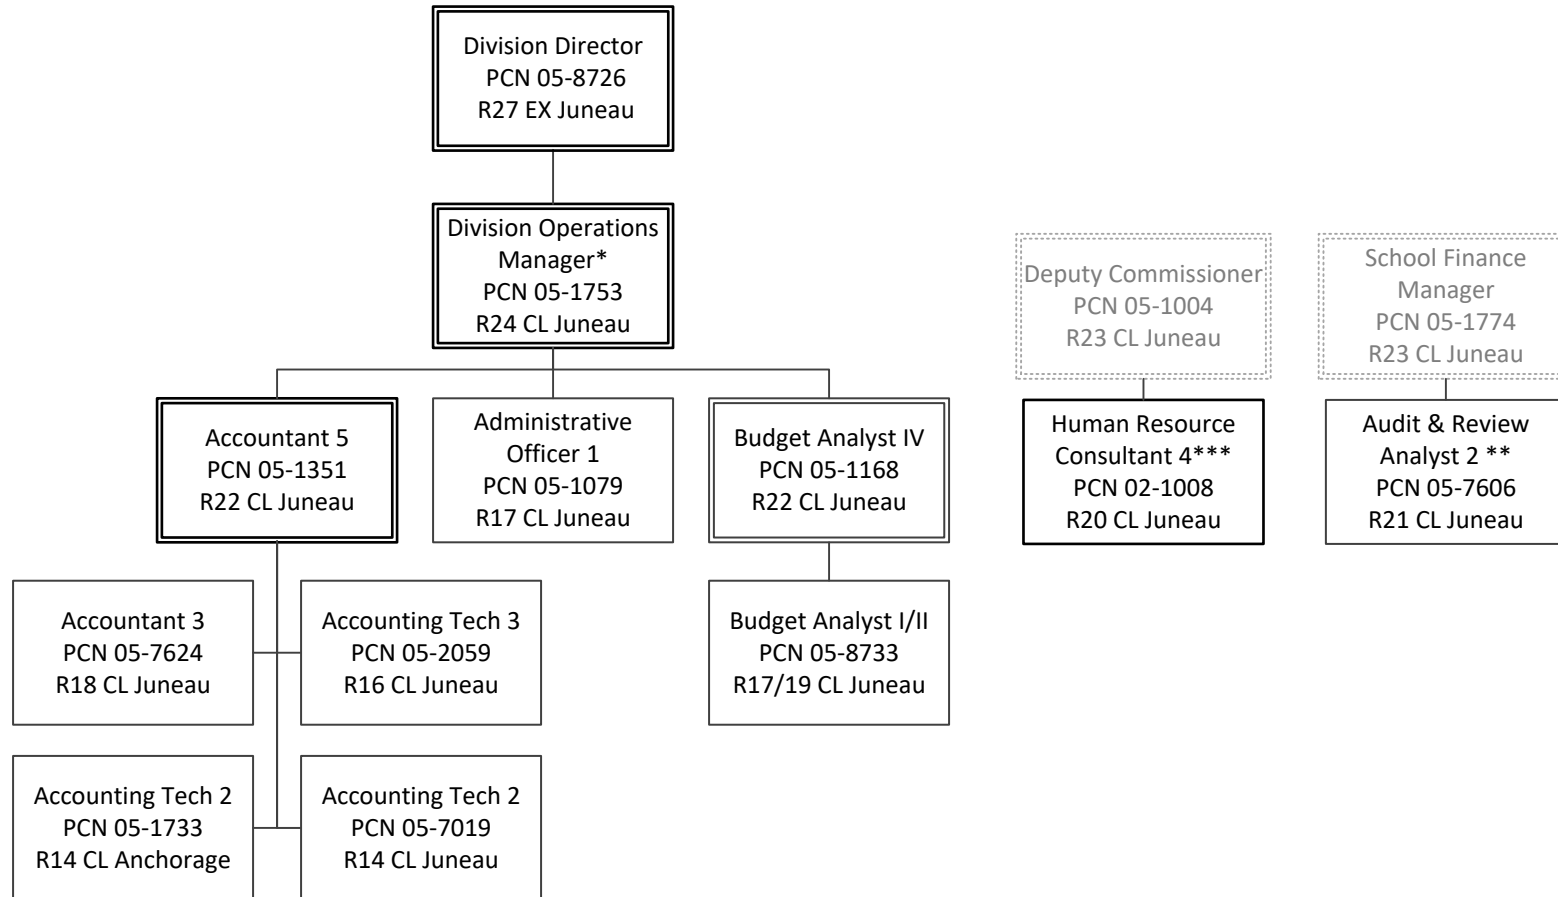 Division Director
PCN 05-8726
R27 EX Juneau
Division Operations
Manager*
PCN 05-1753
R24 CL Juneau
Deputy Commissioner
PCN 05-1004
R23 CL Juneau
School Finance
Manager
PCN 05-1774
R23 CL Juneau
Accountant 5
PCN 05-1351
R22 CL Juneau
Administrative
Officer 1
PCN 05-1079
R17 CL Juneau
Budget Analyst IV
PCN 05-1168
R22 CL Juneau
Human Resource
Consultant 4***
PCN 02-1008
R20 CL Juneau
Audit & Review
Analyst 2 **
PCN 05-7606
R21 CL Juneau
Accountant 3
PCN 05-7624
R18 CL Juneau
Accounting Tech 3
PCN 05-2059
R16 CL Juneau
Budget Analyst I/II
PCN 05-8733
R17/19 CL Juneau
Accounting Tech 2
PCN 05-1733
R14 CL Anchorage
Accounting Tech 2
PCN 05-7019
R14 CL Juneau